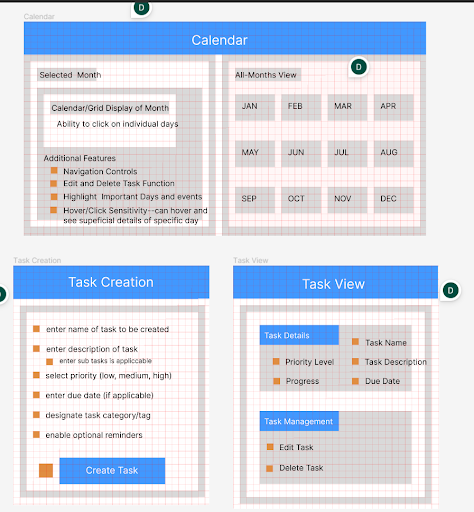 D
Calendar
Calendar
Selected Month
Calendar/Grid Display of Month
Ability to click on individual days
Additional Features
Navigation Controls
Edit and Delete Task Function
Highlight Important Days and events
Hover/Click Sensitivity--can hover and
see supeficial details of specific day
D
All-Months View
JAN FEB MAR APR
MAY JUN JUL AUG
SEP OCT NOV DEC
Task Creation
Task Creation
enter name of task to be created
enter description of task
enter sub tasks is appliccable
select priority (low, medium, high)
enter due date (if applicable)
designate task category/tag
enable optional reminders
Create Task
Task View
Task View
D
Task Details
Task Name
Priority Level
Task Description
Progress
Due Date
Task Management
Edit Task
Delete Task